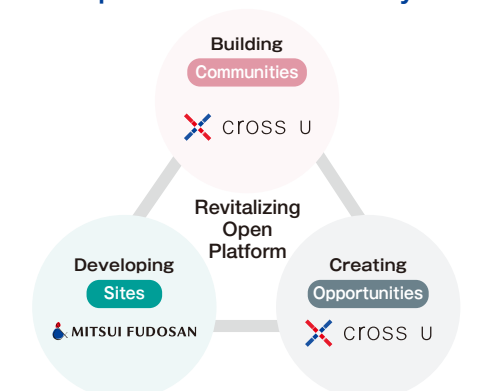 Building
Communities
cross u
Revitalizing
Open
Platform
Developing
Sites
MITSUI FUDOSAN
Creating
Opportunities
cross u